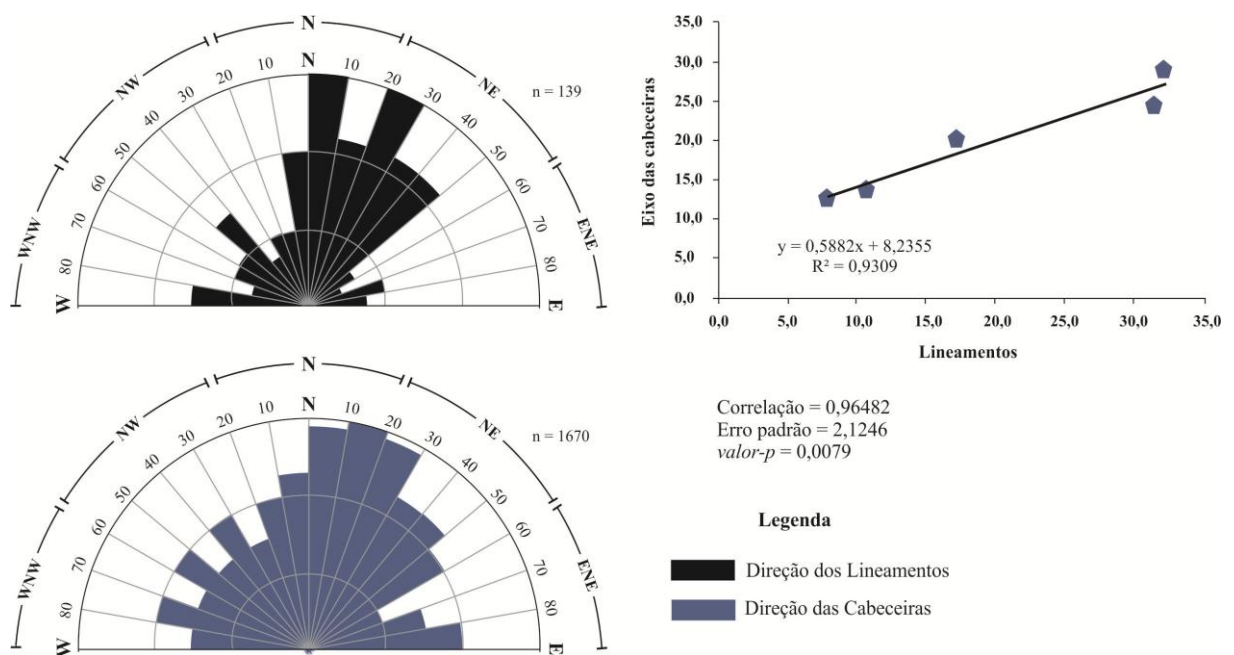 N
N
NW
NE
WNW
ENE
10
20
30
40
50
60
70
80
10
20
30
40
50
60
70
80
W
E
n = 139
N
N
NW
NE
WNW
ENE
10
20
30
40
50
60
70
80
10
20
30
40
50
60
70
80
W
E
n = 1670
Eixo das cabeceiras
35,0
30,0
25,0
20,0
15,0
10,0
5,0
0,0
y = 0,5882x + 8,2355
R² = 0,9309
0,0 5,0 10,0 15,0 20,0 25,0 30,0 35,0
Lineamentos
Correlação = 0,96482
Erro padrão = 2,1246
valor-p = 0,0079
Legenda
Direção dos Lineamentos
Direção das Cabeceiras